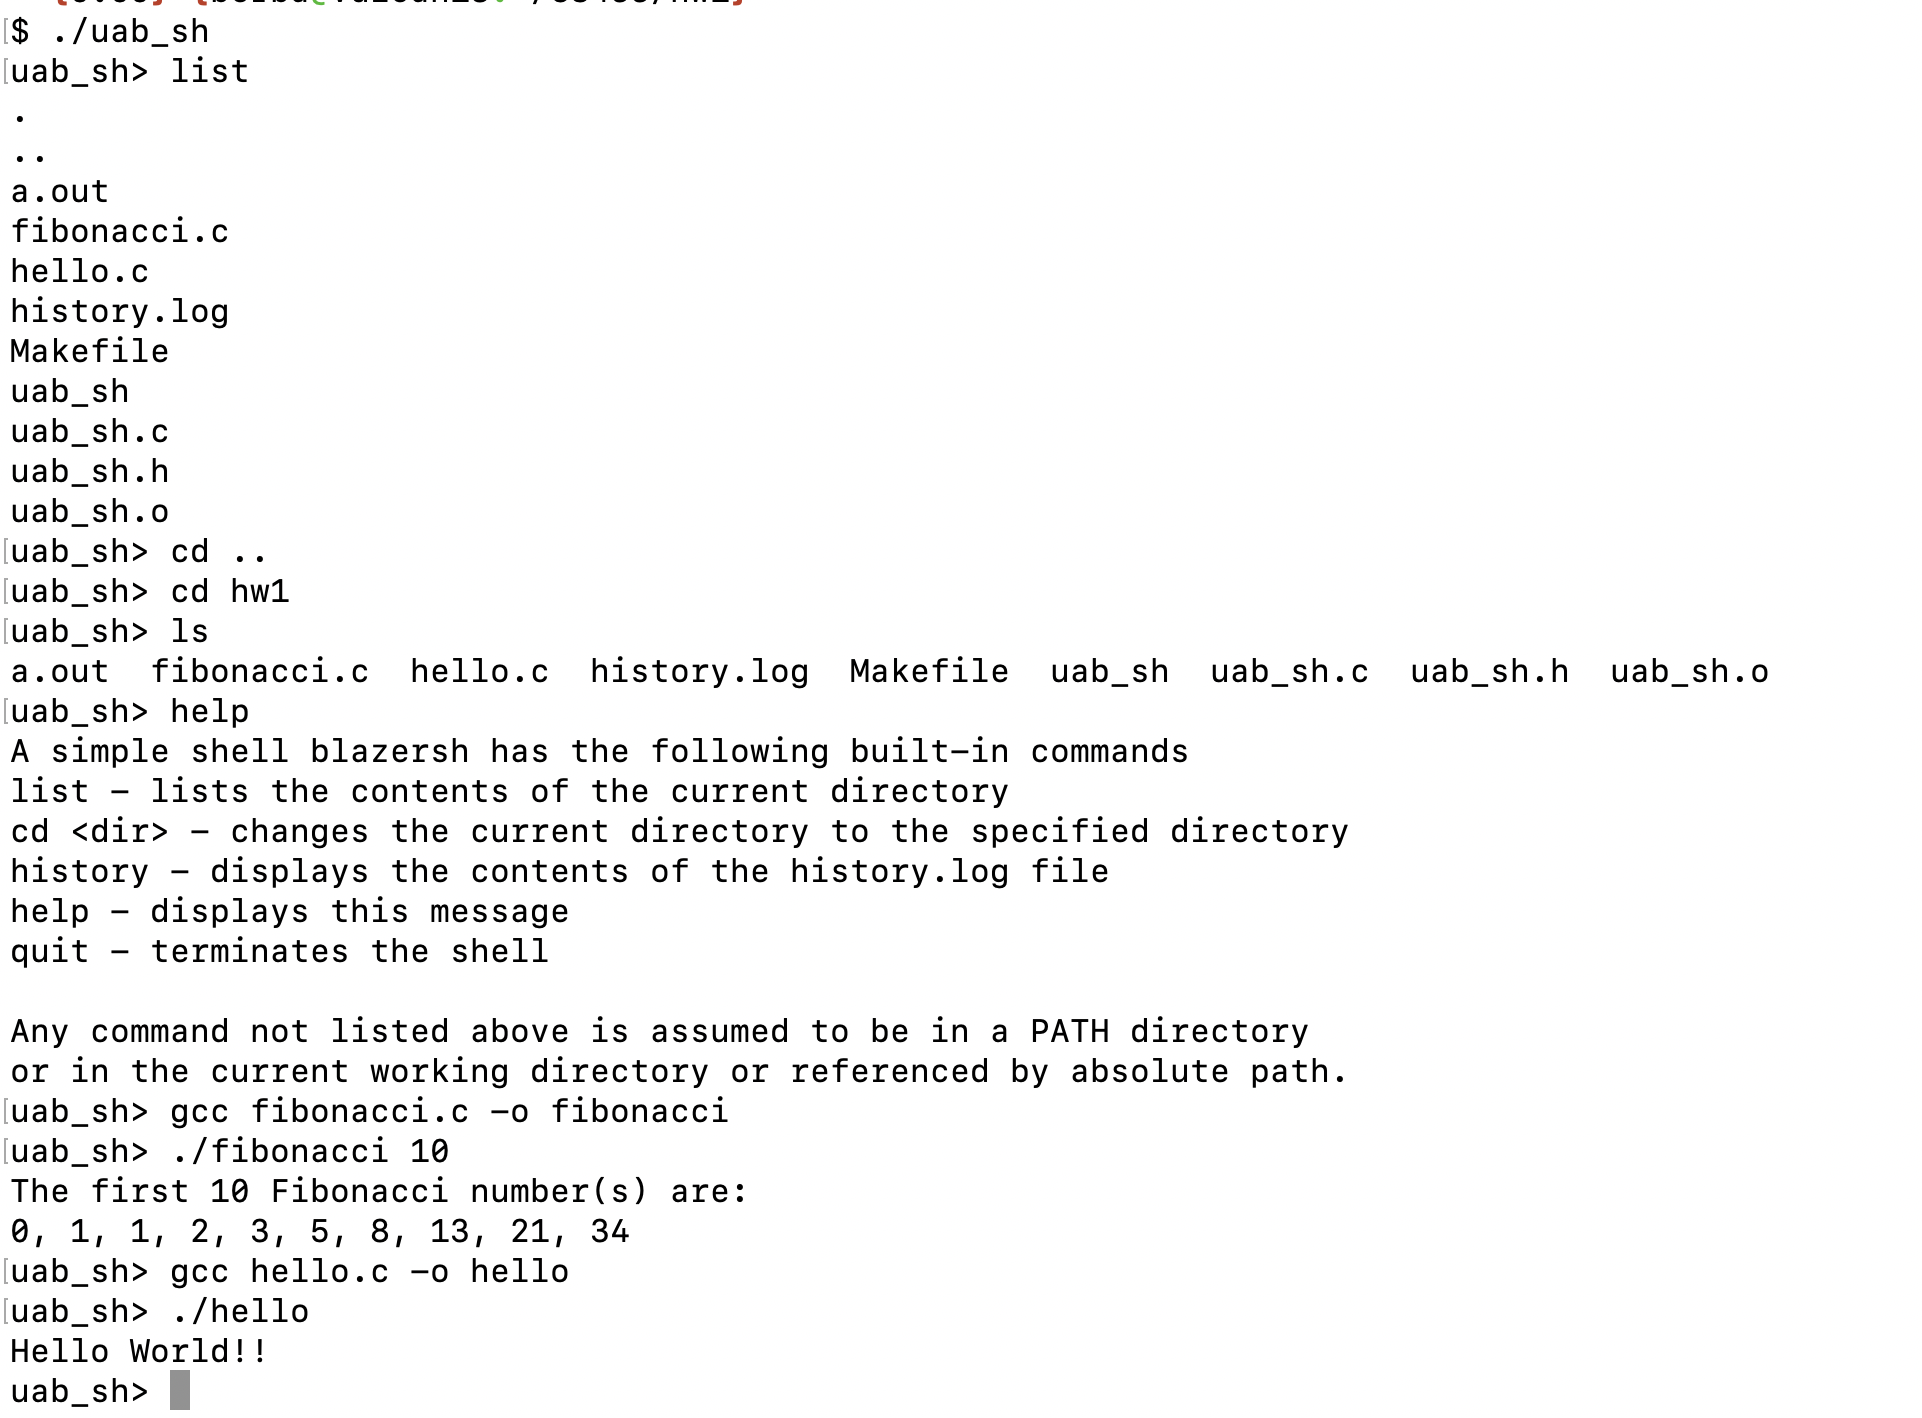 $ ./uab_sh
uab_sh> list
.
..
a.out
fibonacci.c
hello.c
history.log
Makefile
uab_sh
uab_sh.c
uab_sh.h
uab_sh.o
uab_sh> cd ..
uab_sh> cd hw1
uab_sh> ls
a.out  fibonacci.c  hello.c  history.log  Makefile  uab_sh  uab_sh.c  uab_sh.h  uab_sh.o
uab_sh> help
A simple shell blazersh has the following built-in commands
list - lists the contents of the current directory
cd <dir> - changes the current directory to the specified directory
history - displays the contents of the history.log file
help - displays this message
quit - terminates the shell

Any command not listed above is assumed to be in a PATH directory
or in the current working directory or referenced by absolute path.
uab_sh> gcc fibonacci.c -o fibonacci
uab_sh> ./fibonacci 10
The first 10 Fibonacci number(s) are:
0, 1, 1, 2, 3, 5, 8, 13, 21, 34
uab_sh> gcc hello.c -o hello
uab_sh> ./hello
Hello World!!
uab_sh>